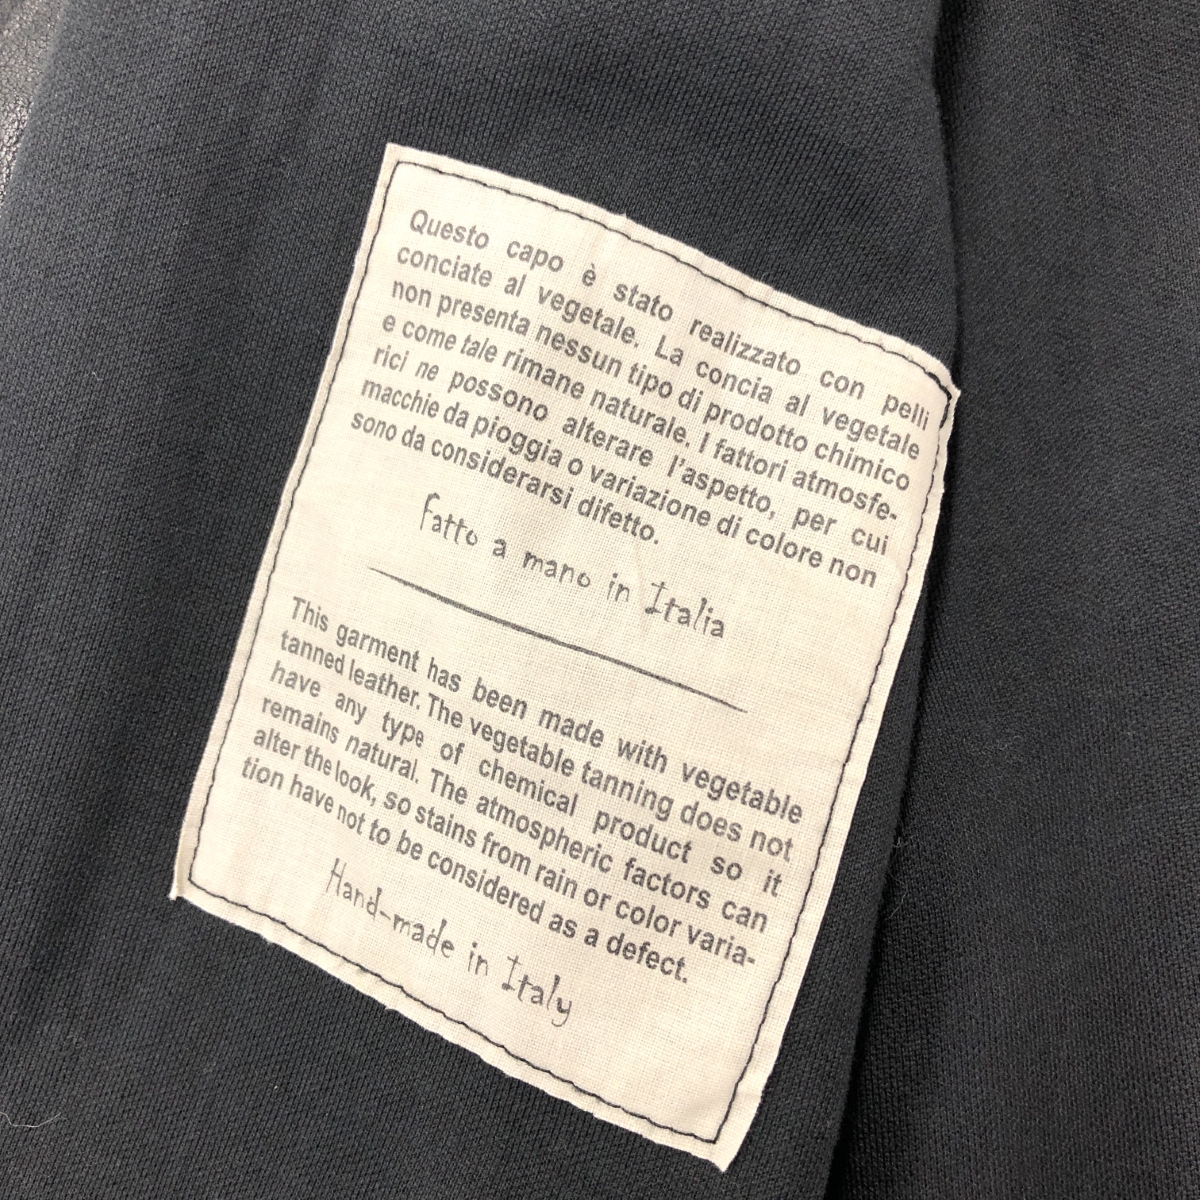 Questo capo è stato realizzato con pelli
conciate al vegetale. La concia al vegetale
non presenta nessun tipo di prodotto chimico
e come tale rimane naturale. I fattori atmosfe-
rici ne possono alterare l'aspetto, per cui
macchie da pioggia o variazione di colore non
sono da considerarsi difetto.
Fatto a mano in Italia
This garment has been made with vegetable
tanned leather. The vegetable tanning does not
have any type of chemical product so it
remains natural. The atmospheric factors can
alter the look, so stains from rain or color varia-
tion have not to be considered as a defect.
Hand-made in Italy